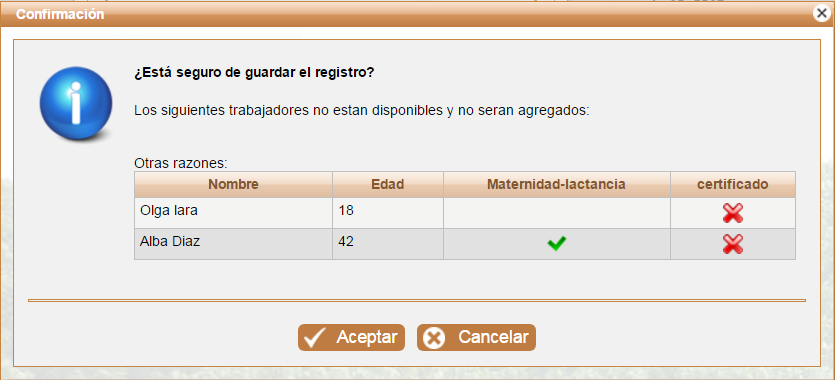 Confirmación
¿Está seguro de guardar el registro?
Los siguientes trabajadores no estan disponibles y no seran agregados:
Otras razones:
Nombre Edad Maternidad-lactancia certificado
Olga lara 18
Alba Diaz 42
Aceptar Cancelar